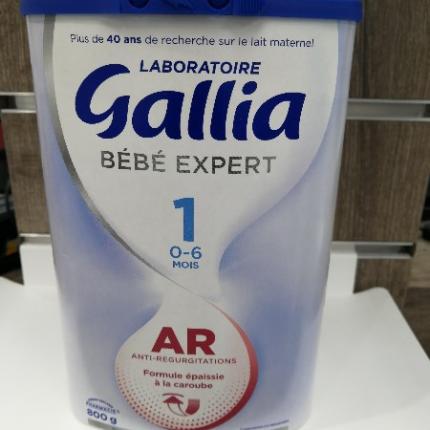 Plus de 40 ans de recherche sur le lait maternel
LABORATOIRE
Gallia
BÉBÉ EXPERT
1
0-6
MOIS
AR
ANTI-RÉGURGITATIONS
Formule épaissie
à la caroube
800 g